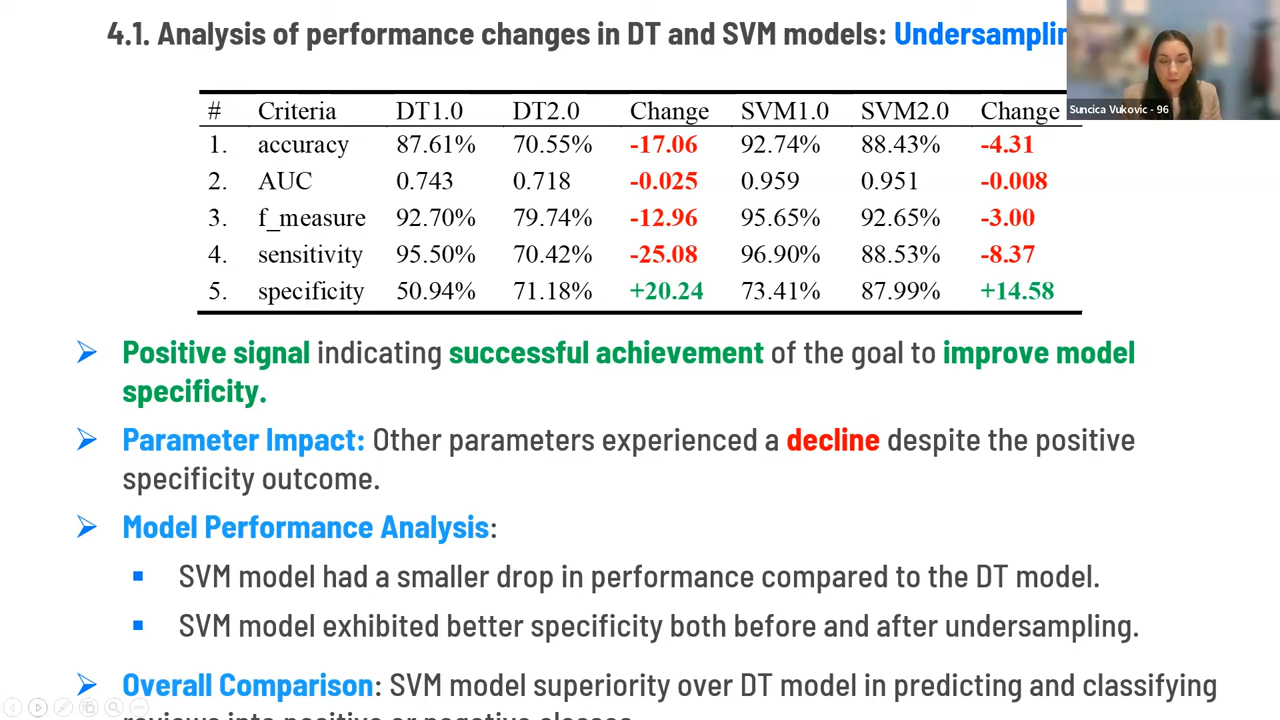 4.1. Analysis of performance changes in DT and SVM models:
Suncica Vukovic - 96
# Criteria DT1.0 DT2.0 Change SVM1.0 SVM2.0 Change
1. accuracy 87.61% 70.55% -17.06 92.74% 88.43% -4.31
2. AUC 0.743 0.718 -0.025 0.959 0.951 -0.008
3. f_measure 92.70% 79.74% -12.96 95.65% 92.65% -3.00
4. sensitivity 95.50% 70.42% -25.08 96.90% 88.53% -8.37
5. specificity 50.94% 71.18% +20.24 73.41% 87.99% +14.58
Positive signal indicating successful achievement of the goal to improve model
specificity.
Parameter Impact: Other parameters experienced a decline despite the positive
specificity outcome.
Model Performance Analysis:
SVM model had a smaller drop in performance compared to the DT model.
SVM model exhibited better specificity both before and after undersampling.
Overall Comparison: SVM model superiority over DT model in predicting and classifying